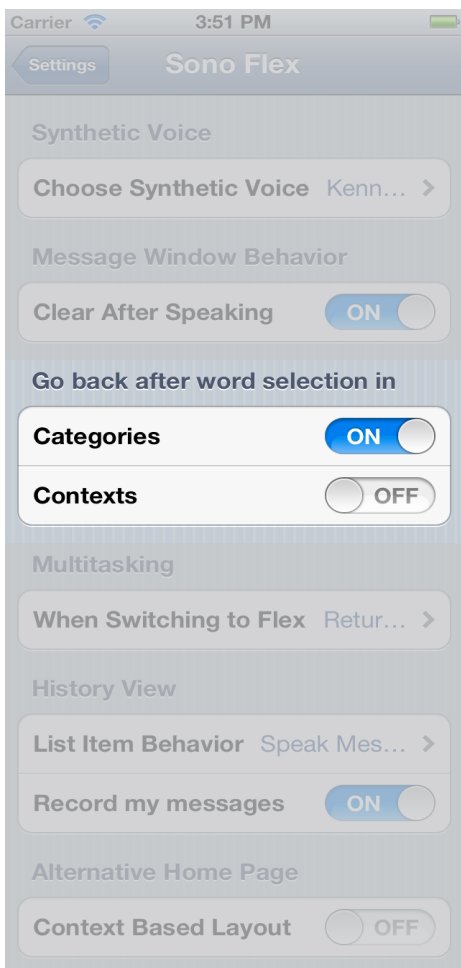 Carrier 3:51 PM
Settings Sono Flex
Synthetic Voice
Choose Synthetic Voice Kenn...
Message Window Behavior
Clear After Speaking ON
Go back after word selection in
Categories ON
Contexts OFF
Multitasking
When Switching to Flex Retur...
History View
List Item Behavior Speak Mes...
Record my messages ON
Alternative Home Page
Context Based Layout OFF